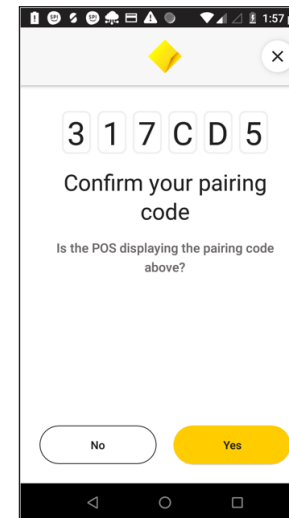 1:57
3 1 7 C D 5
Confirm your pairing
code
Is the POS displaying the pairing code
above?
No
Yes